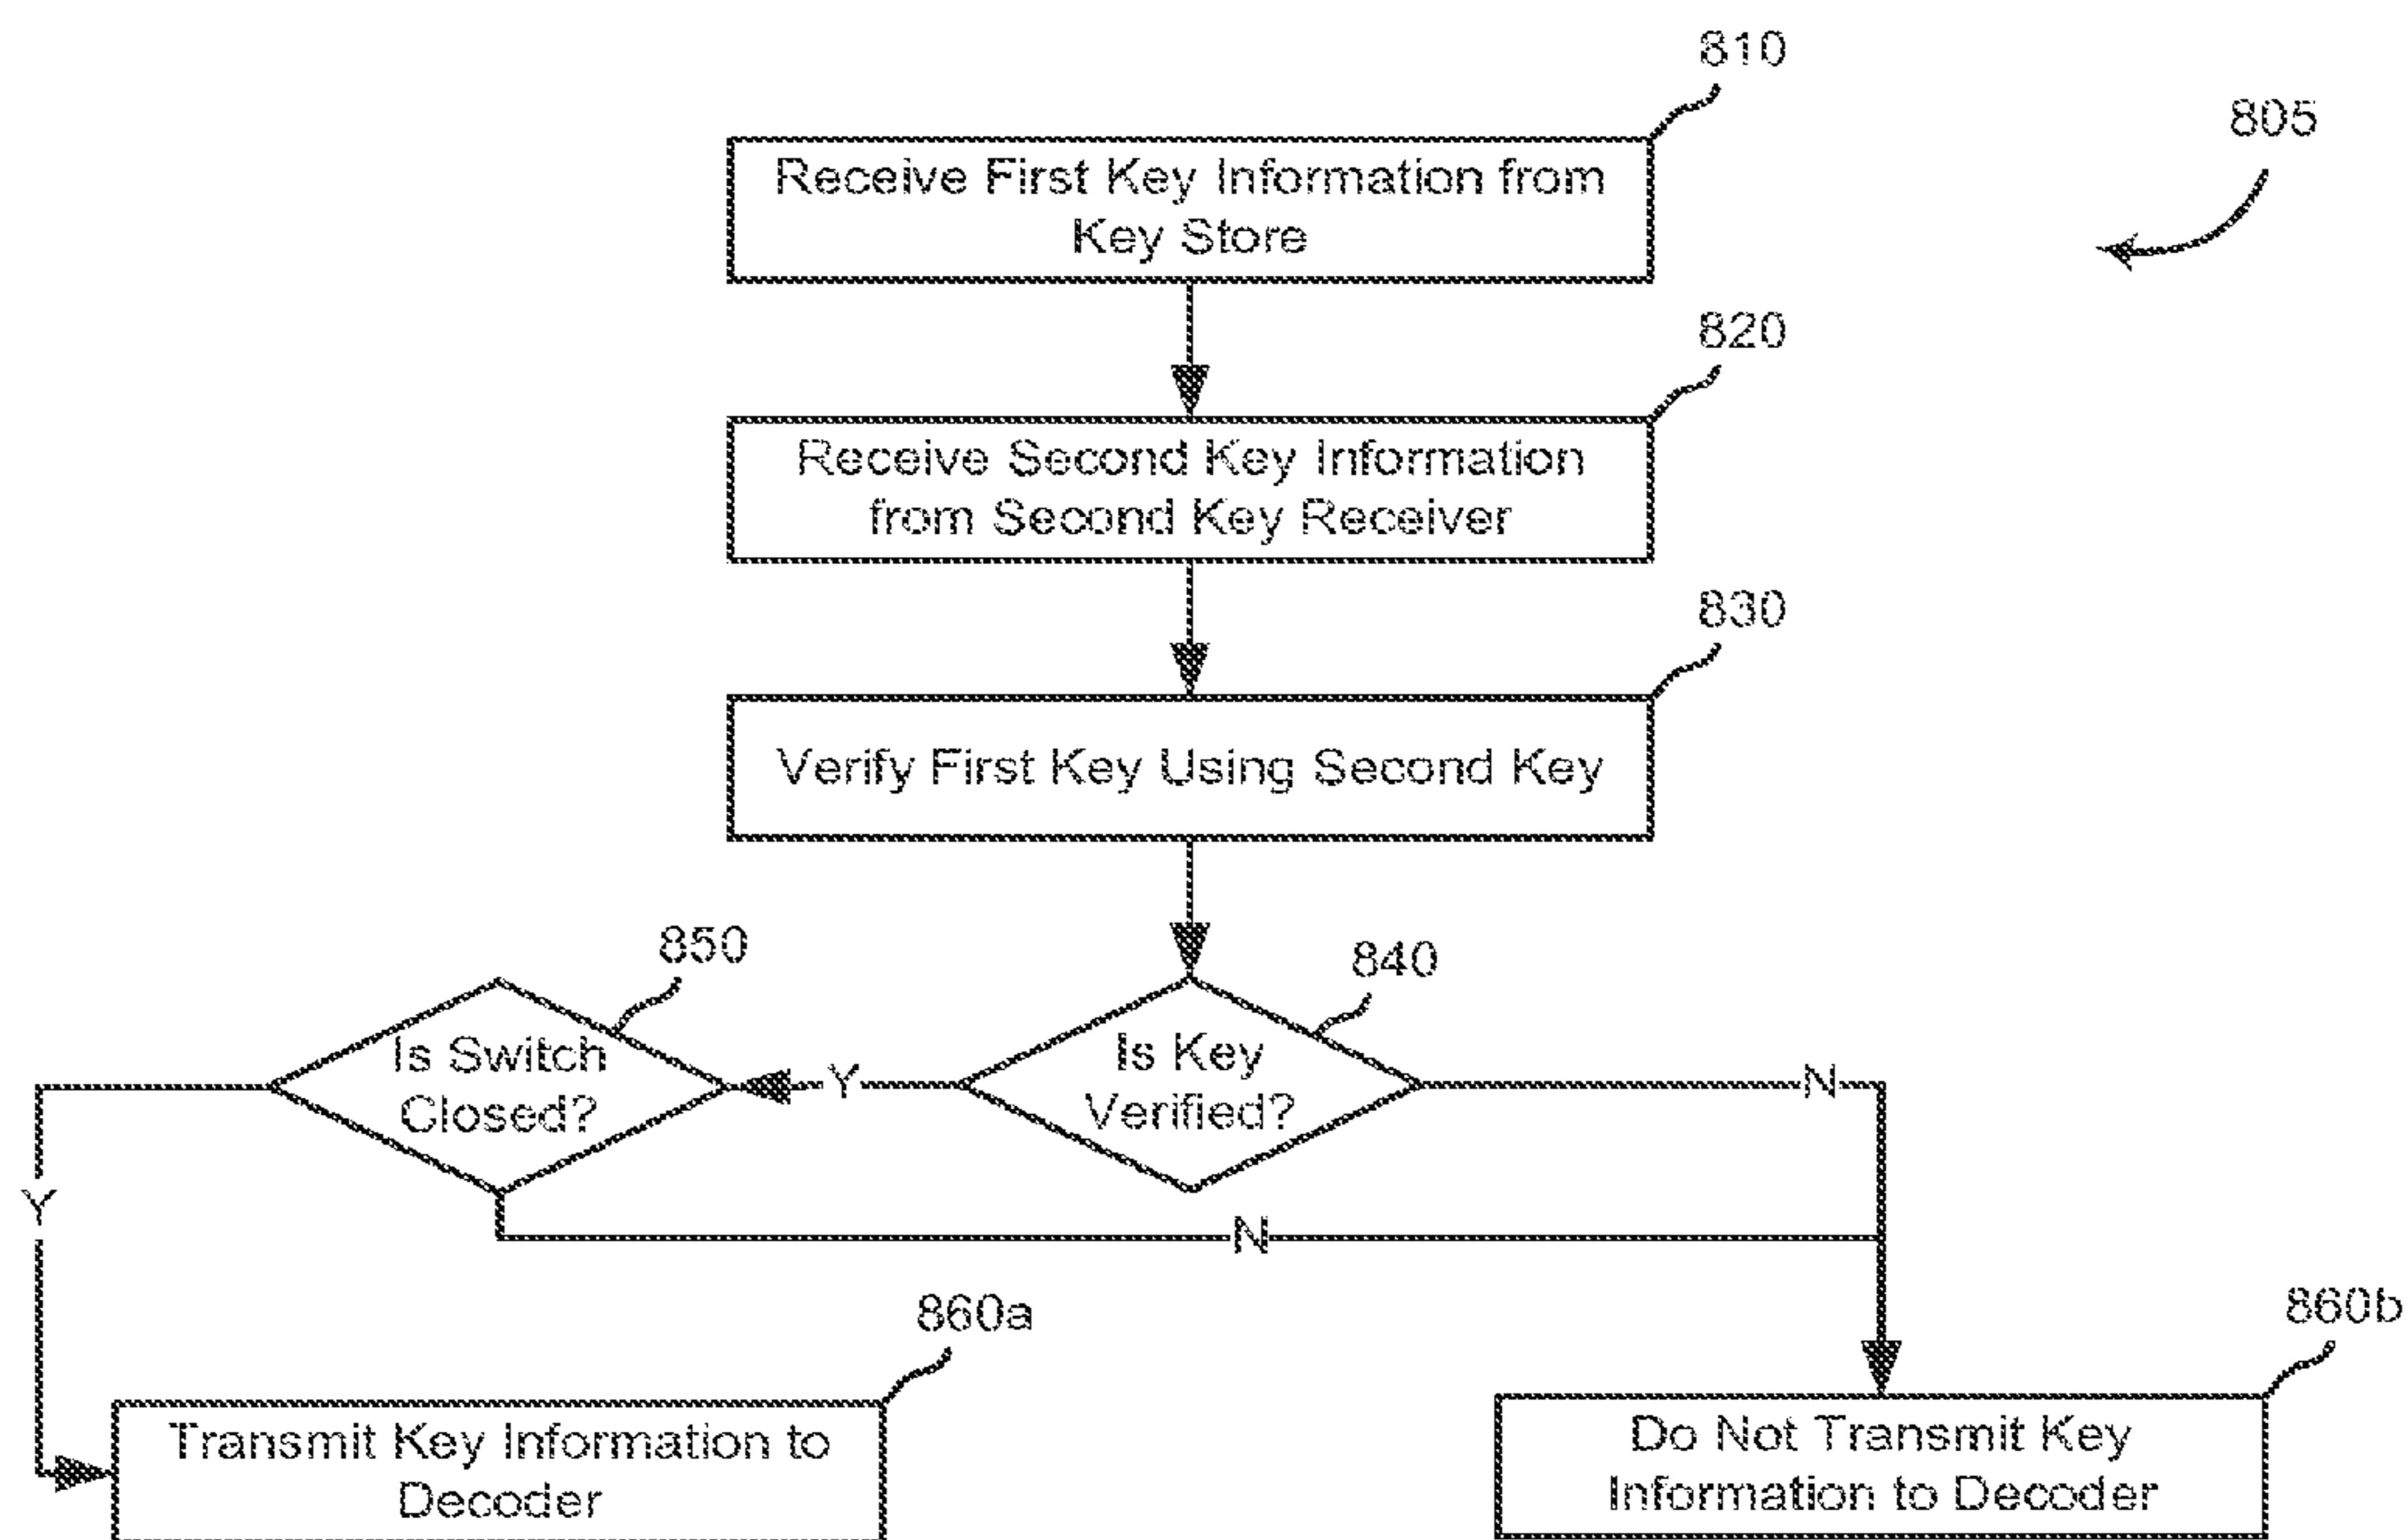 810
805
Receive First Key Information from
Key Store
820
Receive Second Key Information
from Second Key Receiver
830
Verify First Key Using Second Key
850
840
Is Switch
Closed?
Y
Is Key
Verified?
N
Y
N
860a
860b
Transmit Key Information to
Decoder
Do Not Transmit Key
Information to Decoder